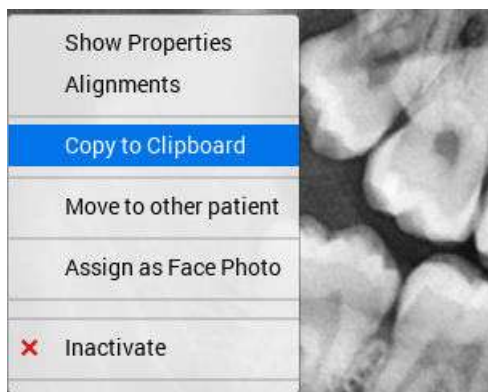 Show Properties
Alignments
Copy to Clipboard
Move to other patient
Assign as Face Photo
Inactivate